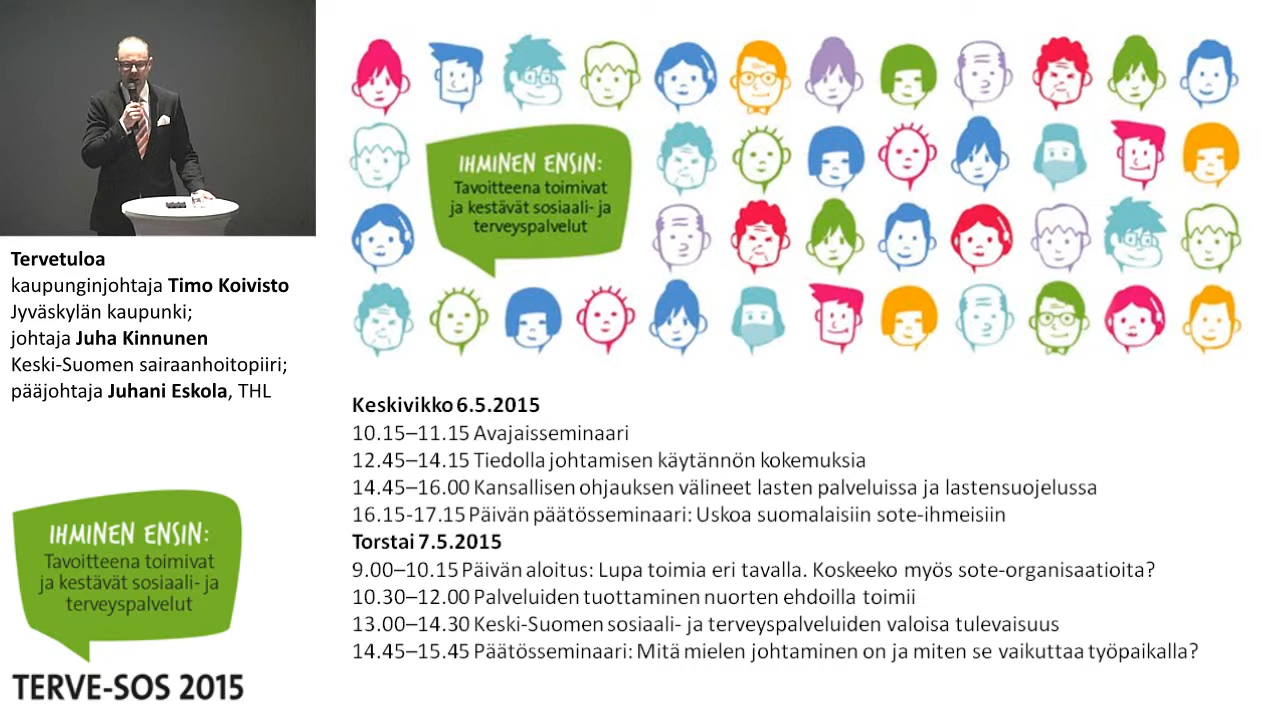 Tervetuloa
kaupunginjohtaja Timo Koivisto
Jyväskylän kaupunki;
johtaja Juha Kinnunen
Keski-Suomen sairaanhoitopiiri;
pääjohtaja Juhani Eskola, THL
IHMINEN ENSIN:
Tavoitteena toimivat
ja kestävät sosiaali- ja
terveyspalvelut
TERVE-SOS 2015
IHMINEN ENSIN:
Tavoitteena toimivat
ja kestävät sosiaali- ja
terveyspalvelut
Keskivikko 6.5.2015
10.15–11.15 Avajaisseminaari
12.45–14.15 Tiedolla johtamisen käytännön kokemuksia
14.45–16.00 Kansallisen ohjauksen välineet lasten palveluissa ja lastensuojelussa
16.15-17.15 Päivän päätösseminaari: Uskoa suomalaisiin sote-ihmeisiin
Torstai 7.5.2015
9.00–10.15 Päivän aloitus: Lupa toimia eri tavalla. Koskeeko myös sote-organisaatioita?
10.30–12.00 Palveluiden tuottaminen nuorten ehdoilla toimii
13.00–14.30 Keski-Suomen sosiaali- ja terveyspalveluiden valoisa tulevaisuus
14.45–15.45 Päätösseminaari: Mitä mielen johtaminen on ja miten se vaikuttaa työpaikalla?